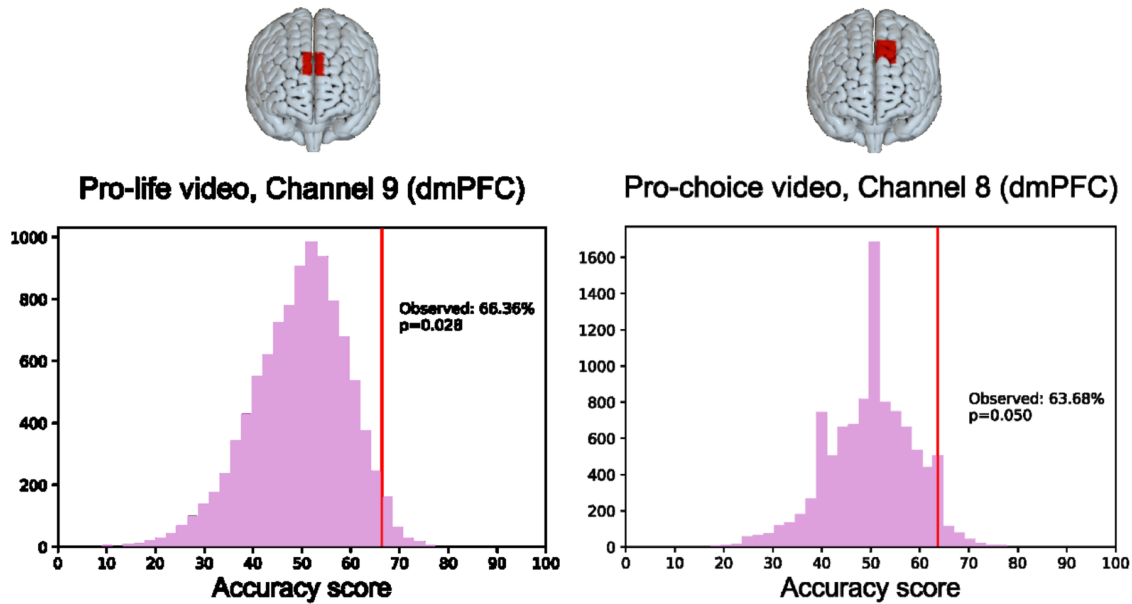 Pro-life video, Channel 9 (dmPFC)
1000
800
600
400
200
0
Observed: 66.36%
p=0.028
0 10 20 30 40 50 60 70 80 90 100
Accuracy score
Pro-choice video, Channel 8 (dmPFC)
1600
1400
1200
1000
800
600
400
200
0
Observed: 63.68%
p=0.050
0 10 20 30 40 50 60 70 80 90 100
Accuracy score